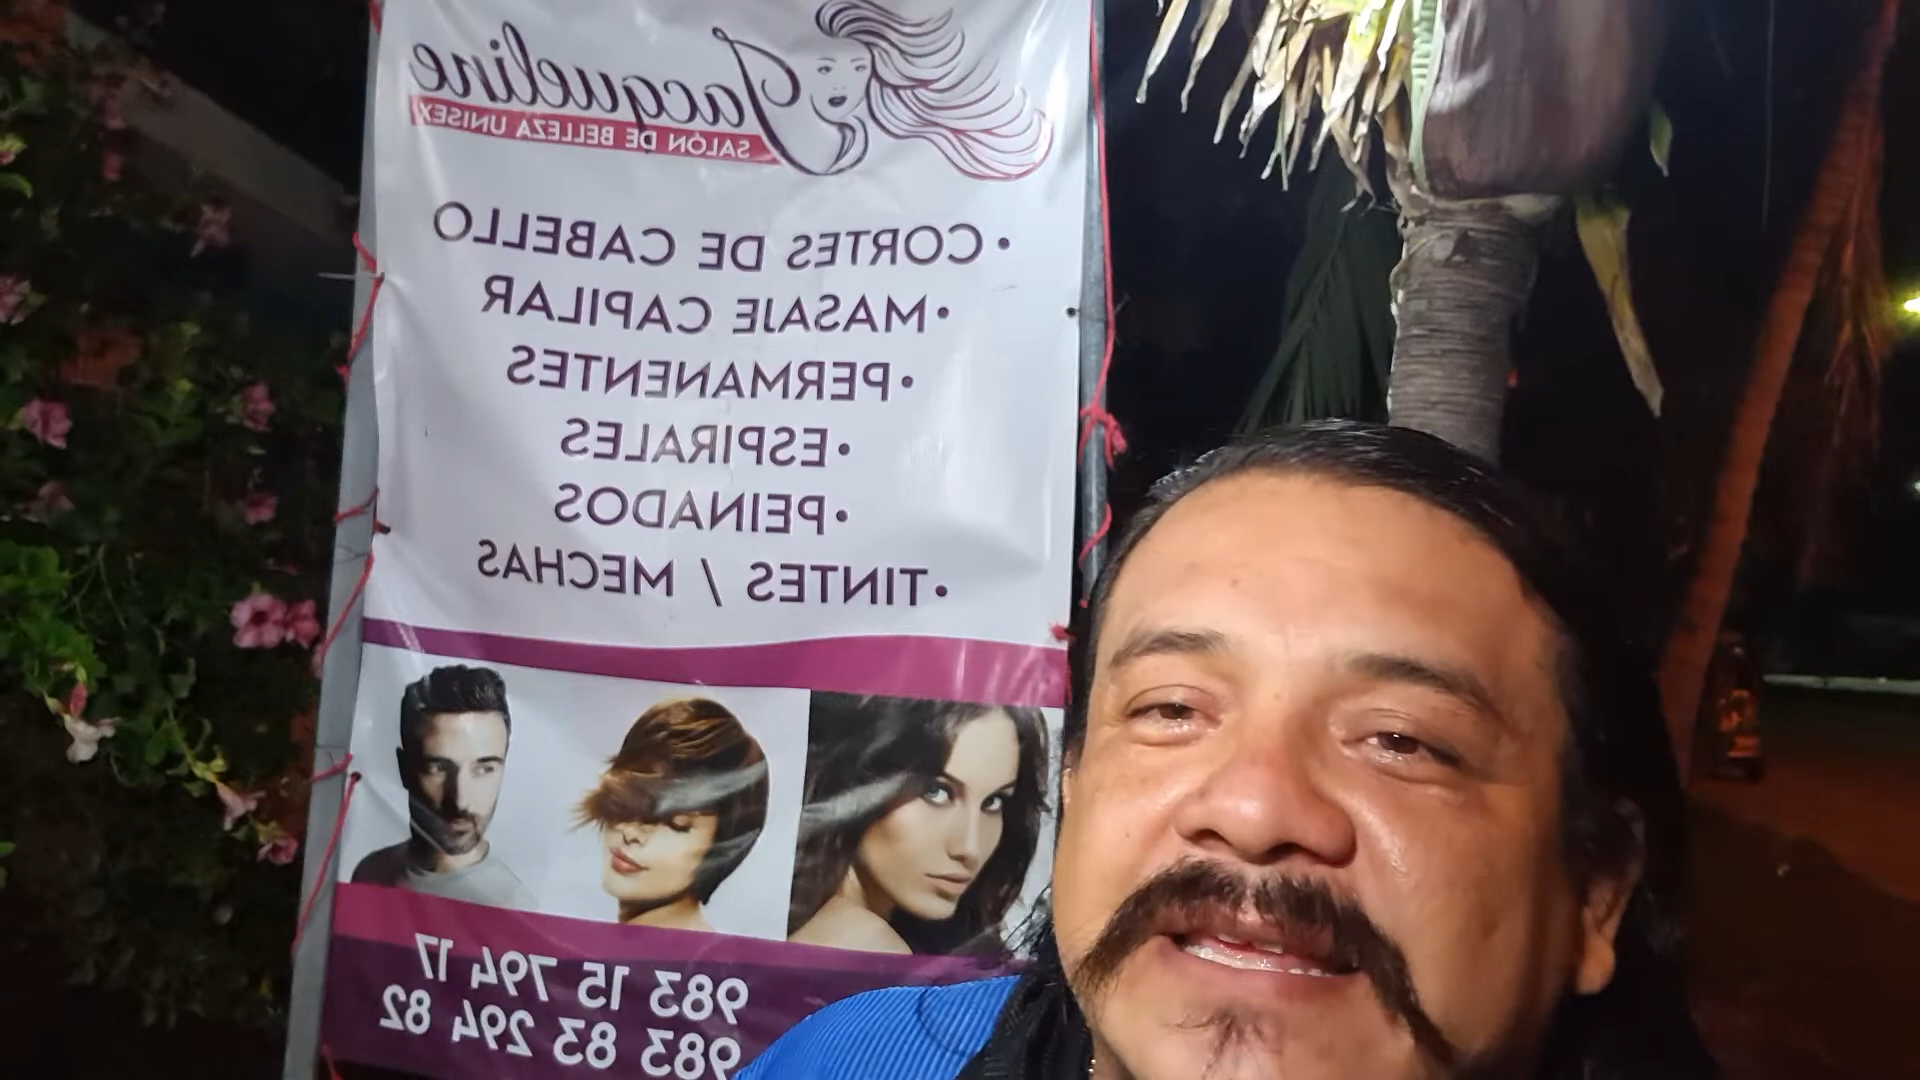 Jacqueline
SALÓN DE BELLEZA UNISEX
•CORTES DE CABELLO
•MASAJE CAPILAR
•PERMANENTES
•ESPIRALES
•PEINADOS
•TINTES / MECHAS
983 15 794 17
983 83 294 82